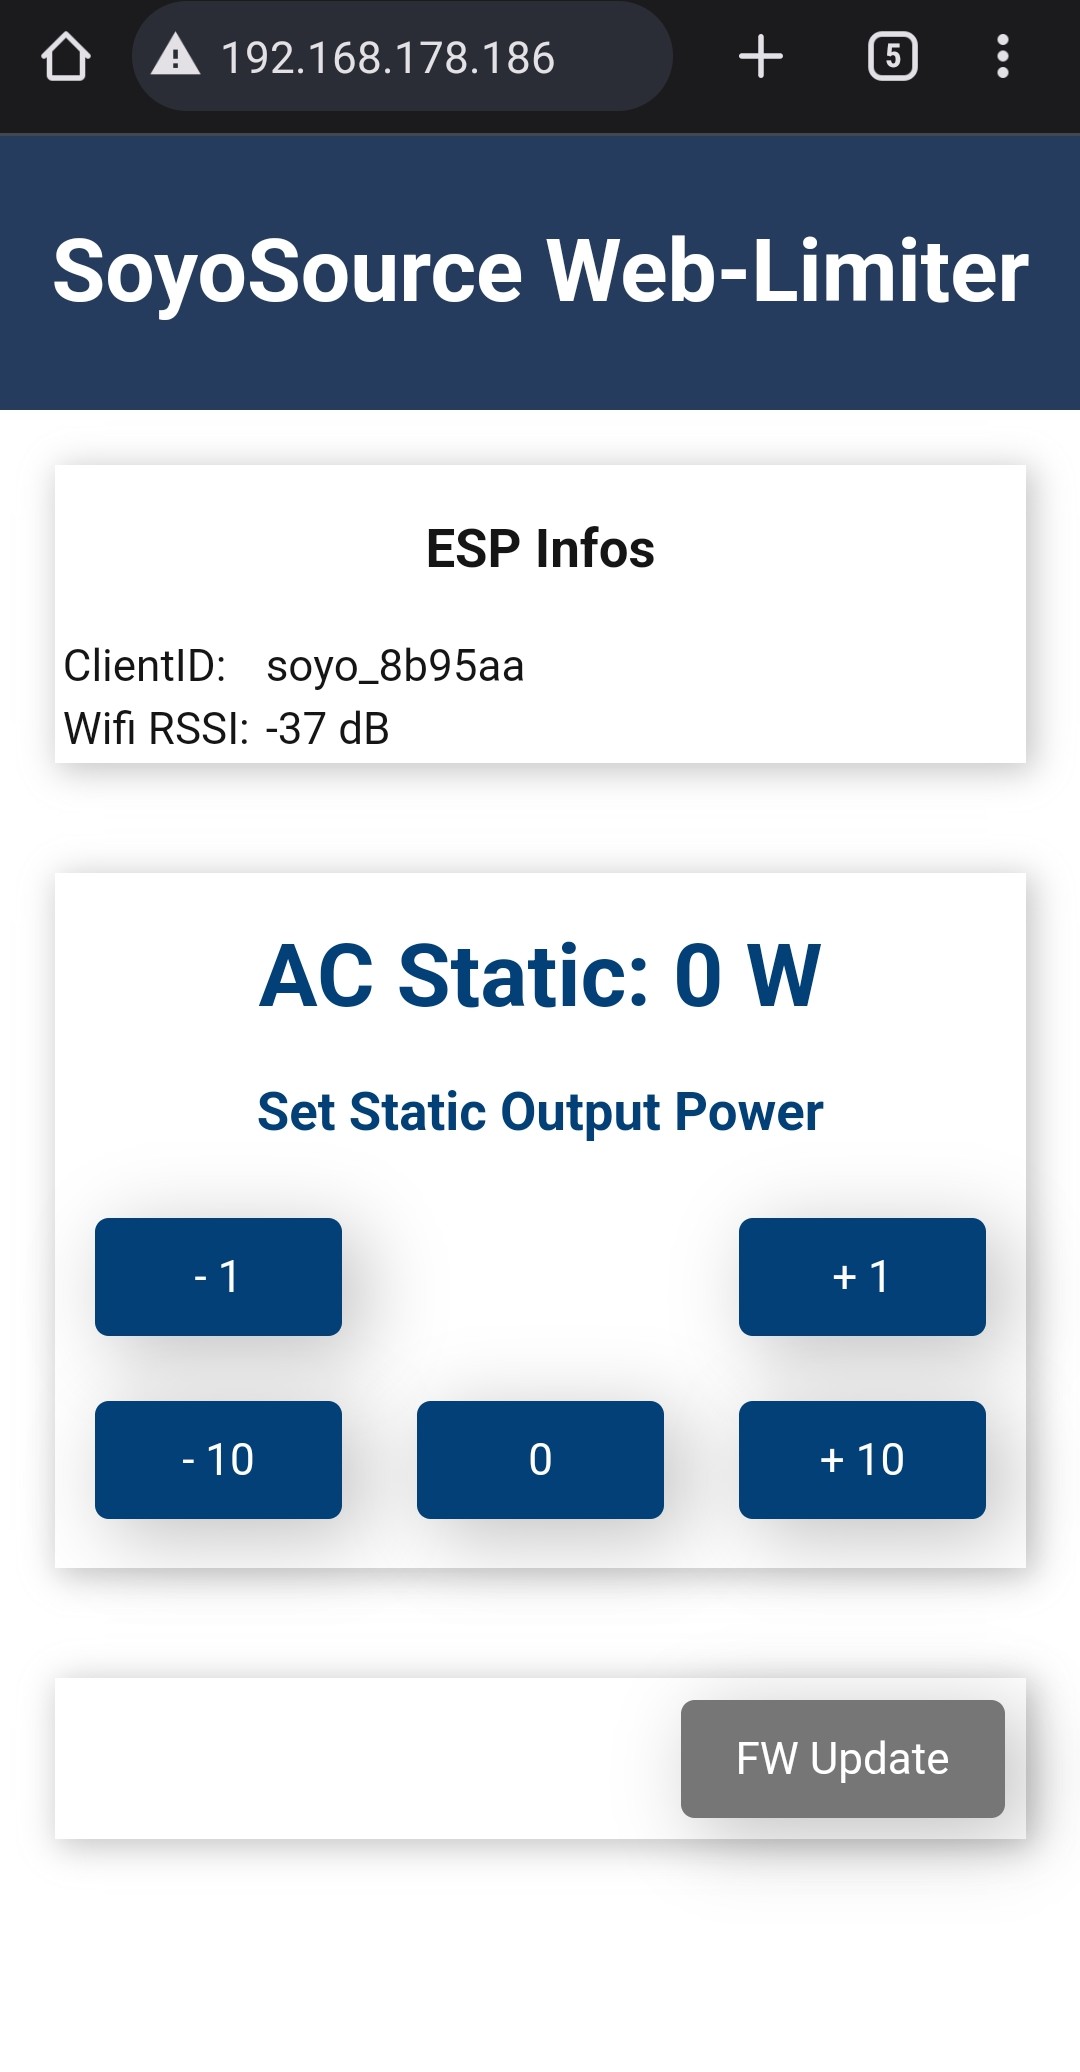 192.168.178.186
5
SoyoSource Web-Limiter
ESP Infos
ClientID: soyo_8b95aa
Wifi RSSI: -37 dB
AC Static: 0 W
Set Static Output Power
- 1
+ 1
- 10
0
+ 10
FW Update